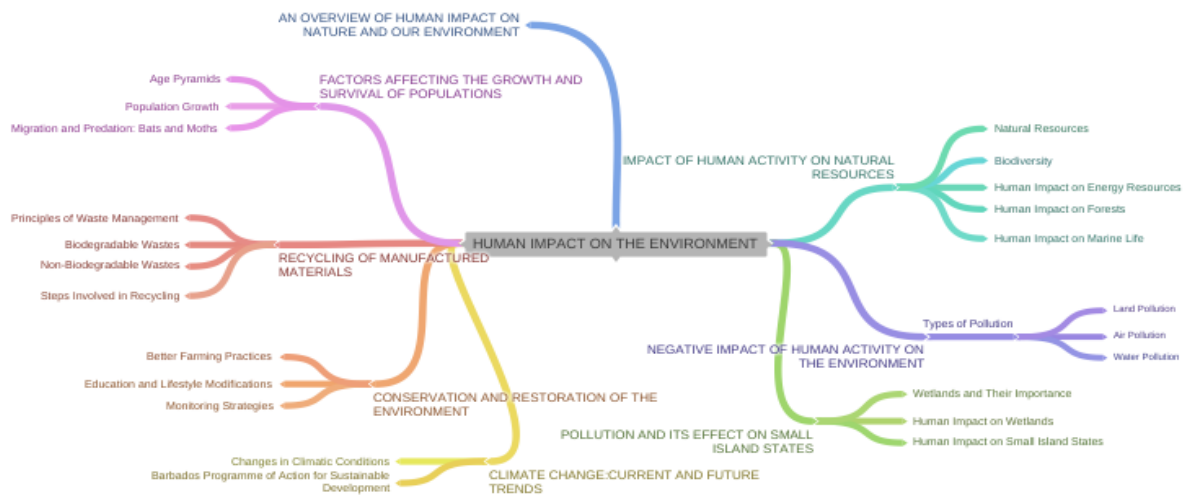 AN OVERVIEW OF HUMAN IMPACT ON
NATURE AND OUR ENVIRONMENT
FACTORS AFFECTING THE GROWTH AND
SURVIVAL OF POPULATIONS
Age Pyramids
Population Growth
Migration and Predation: Bats and Moths
IMPACT OF HUMAN ACTIVITY ON NATURAL
RESOURCES
Natural Resources
Biodiversity
Human Impact on Energy Resources
Human Impact on Forests
Human Impact on Marine Life
HUMAN IMPACT ON THE ENVIRONMENT
RECYCLING OF MANUFACTURED
MATERIALS
Principles of Waste Management
Biodegradable Wastes
Non-Biodegradable Wastes
Steps Involved in Recycling
NEGATIVE IMPACT OF HUMAN ACTIVITY ON
THE ENVIRONMENT
Types of Pollution
Land Pollution
Air Pollution
Water Pollution
CONSERVATION AND RESTORATION OF THE
ENVIRONMENT
Better Farming Practices
Education and Lifestyle Modifications
Monitoring Strategies
POLLUTION AND ITS EFFECT ON SMALL
ISLAND STATES
Wetlands and Their Importance
Human Impact on Wetlands
Human Impact on Small Island States
CLIMATE CHANGE:CURRENT AND FUTURE
TRENDS
Changes in Climatic Conditions
Barbados Programme of Action for Sustainable
Development